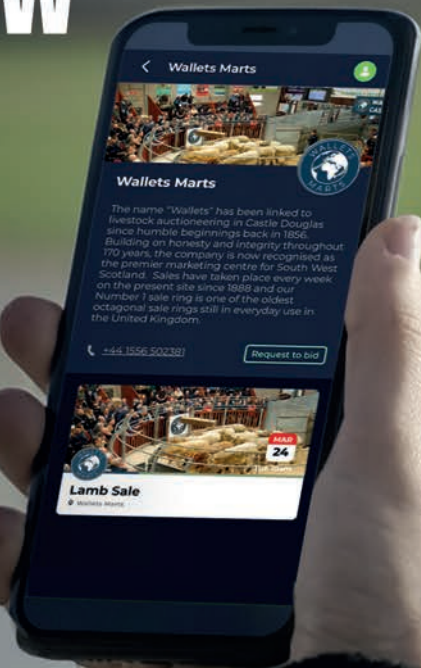 W
Wallets Marts
WALLETS
MARTS
Wallets Marts
The name "Wallets" has been linked to
livestock auctioneering in Castle Douglas
since humble beginnings back in 1856.
Building on honesty and integrity throughout
170 years, the company is now recognised as
the premier marketing centre for South West
Scotland. Sales have taken place every week
on the present site since 1888 and our
Number 1 sale ring is one of the oldest
octagonal sale rings still in everyday use in
the United Kingdom.
+44 1556 502381
Request to bid
MAR
24
Lamb Sale
Wallets Marts